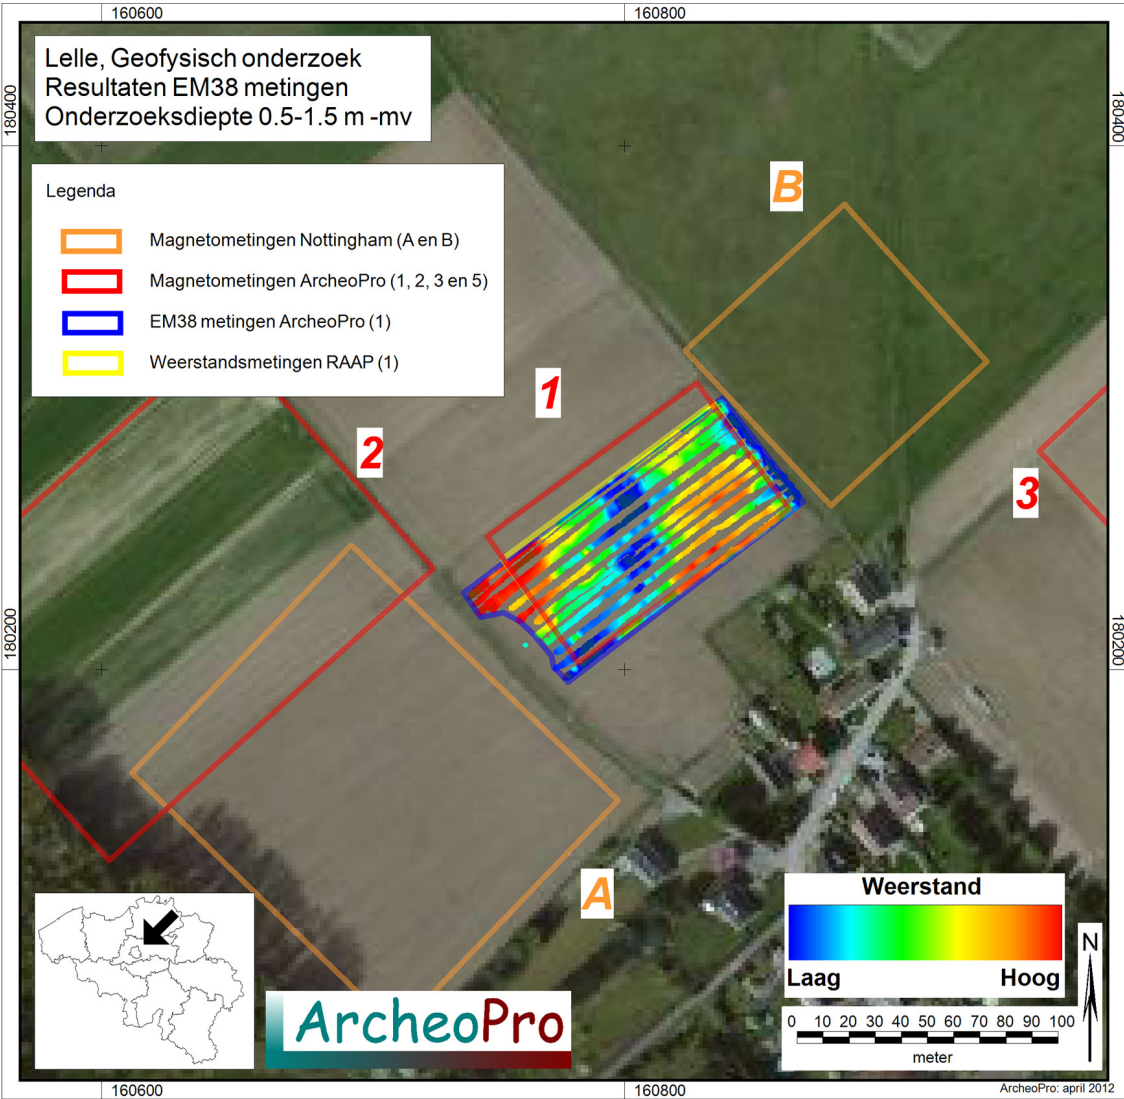 160600
160800
180400
180400
Lelle, Geofysisch onderzoek
Resultaten EM38 metingen
Onderzoeksdiepte 0.5-1.5 m -mv
Legenda
Magnetometingen Nottingham (A en B)
Magnetometingen ArcheoPro (1, 2, 3 en 5)
EM38 metingen ArcheoPro (1)
Weerstandsmetingen RAAP (1)
B
1
2
3
180200
180200
A
Weerstand
Laag
Hoog
N
0 10 20 30 40 50 60 70 80 90 100
meter
ArcheoPro
160600
160800
ArcheoPro: april 2012